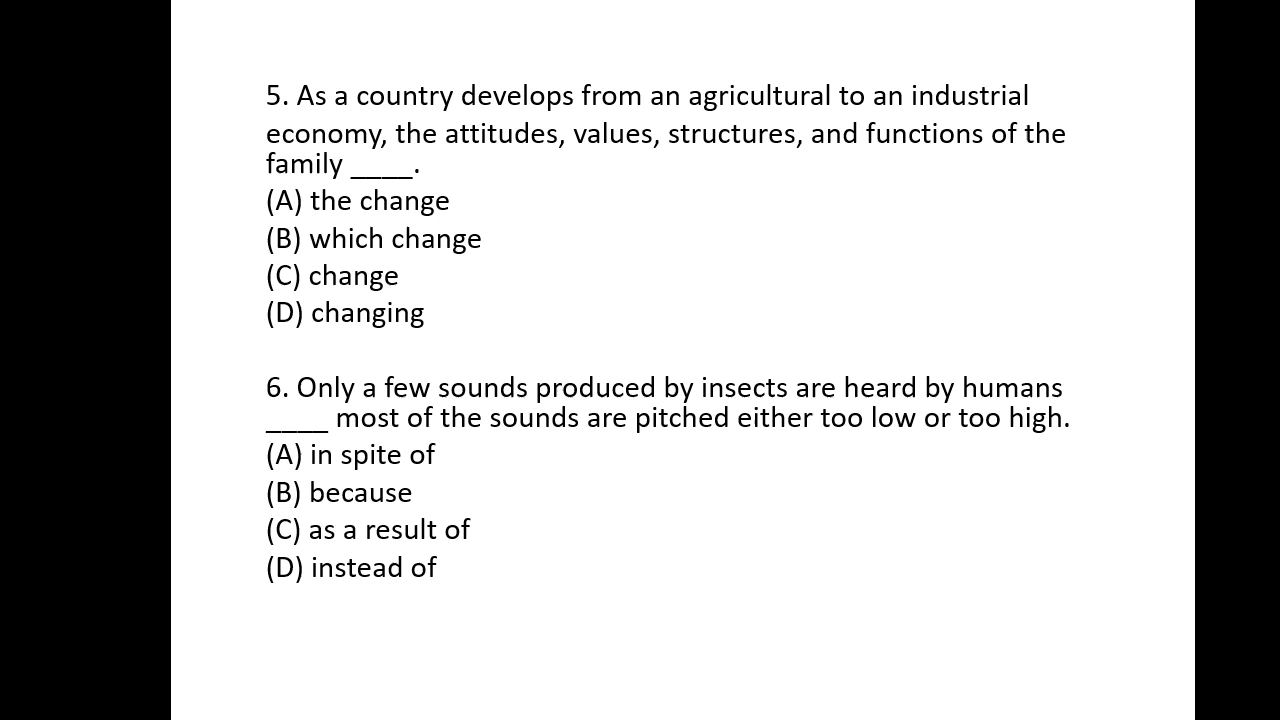 5. As a country develops from an agricultural to an industrial
economy, the attitudes, values, structures, and functions of the
family ____.
(A) the change
(B) which change
(C) change
(D) changing
6. Only a few sounds produced by insects are heard by humans
____ most of the sounds are pitched either too low or too high.
(A) in spite of
(B) because
(C) as a result of
(D) instead of